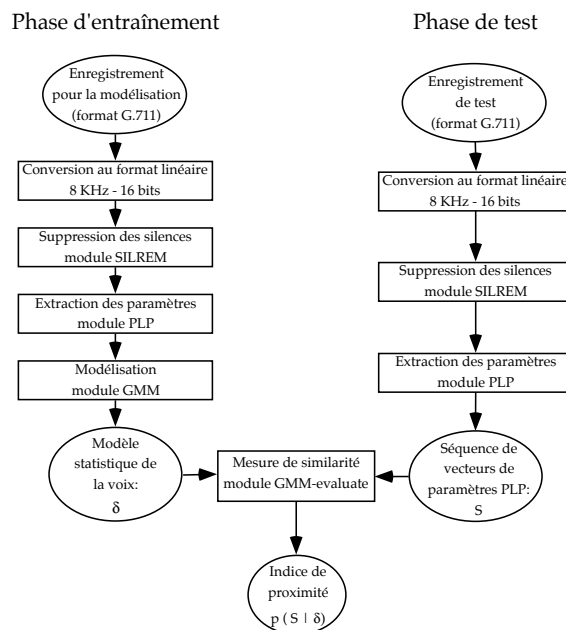 Phase d'entraînement
Enregistrement
pour la modélisation
(format G.711)
Conversion au format linéaire
8 KHz - 16 bits
Suppression des silences
module SILREM
Extraction des paramètres
module PLP
Modélisation
module GMM
Modèle
statistique de
la voix:
δ
Phase de test
Enregistrement
de test
(format G.711)
Conversion au format linéaire
8 KHz - 16 bits
Suppression des silences
module SILREM
Extraction des paramètres
module PLP
Séquence de
vecteurs de
paramètres PLP:
S
Mesure de similarité
module GMM-evaluate
Indice de
proximité
p ( S | δ)